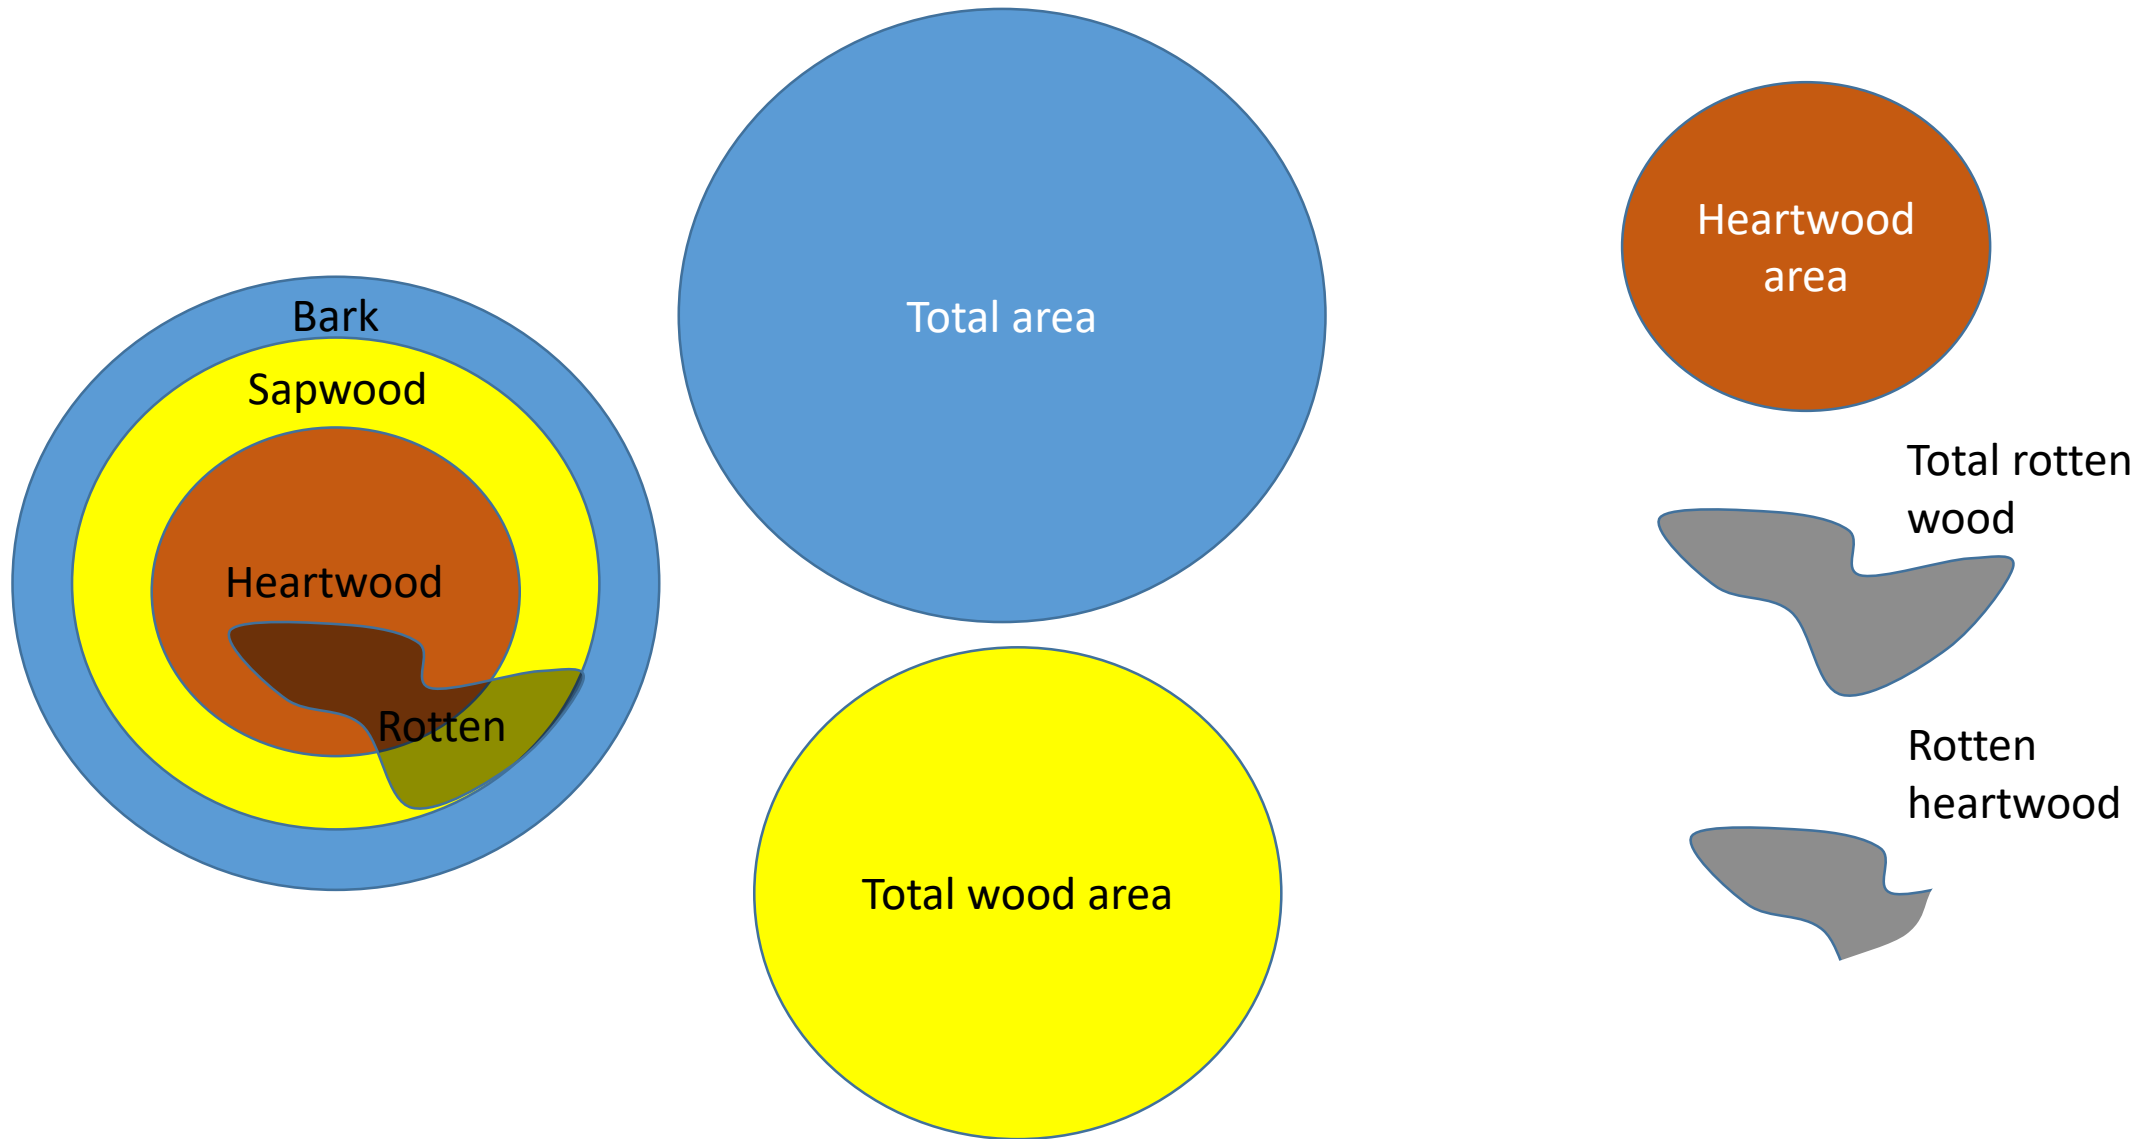 Bark
Sapwood
Heartwood
Rotten
Total area
Total wood area
Heartwood
area
Total rotten
wood
Rotten
heartwood